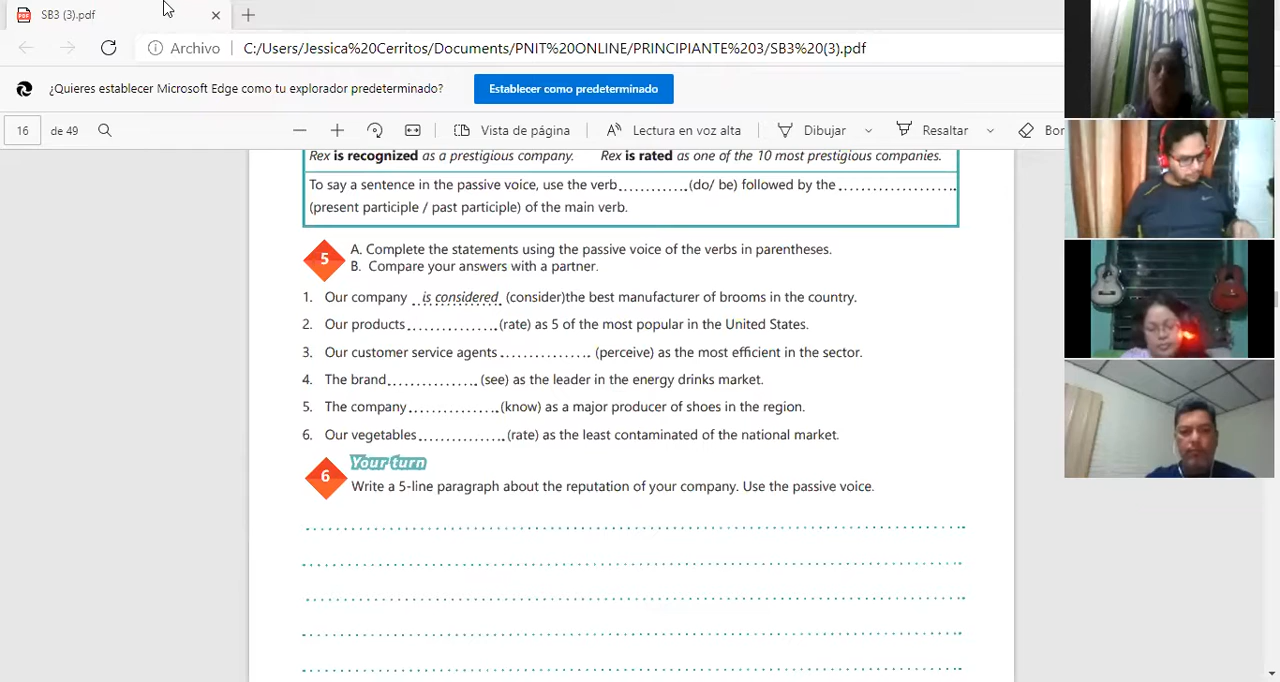 SB3 (3).pdf
Archivo C:/Users/Jessica%20Cerritos/Documents/PNIT%20ONLINE/PRINCIPIANTE%203/SB3%20(3).pdf
¿Quieres establecer Microsoft Edge como tu explorador predeterminado? Establecer como predeterminado
16 de 49 Vista de página Lectura en voz alta Dibujar Resaltar Bor
Rex is recognized as a prestigious company. Rex is rated as one of the 10 most prestigious companies.
To say a sentence in the passive voice, use the verb............(do/ be) followed by the ....................
(present participle / past participle) of the main verb.
5 A. Complete the statements using the passive voice of the verbs in parentheses.
B. Compare your answers with a partner.
1. Our company is considered (consider)the best manufacturer of brooms in the country.
2. Our products...............(rate) as 5 of the most popular in the United States.
3. Our customer service agents ............... (perceive) as the most efficient in the sector.
4. The brand............... (see) as the leader in the energy drinks market.
5. The company............... (know) as a major producer of shoes in the region.
6. Our vegetables...............(rate) as the least contaminated of the national market.
Your turn
6 Write a 5-line paragraph about the reputation of your company. Use the passive voice.